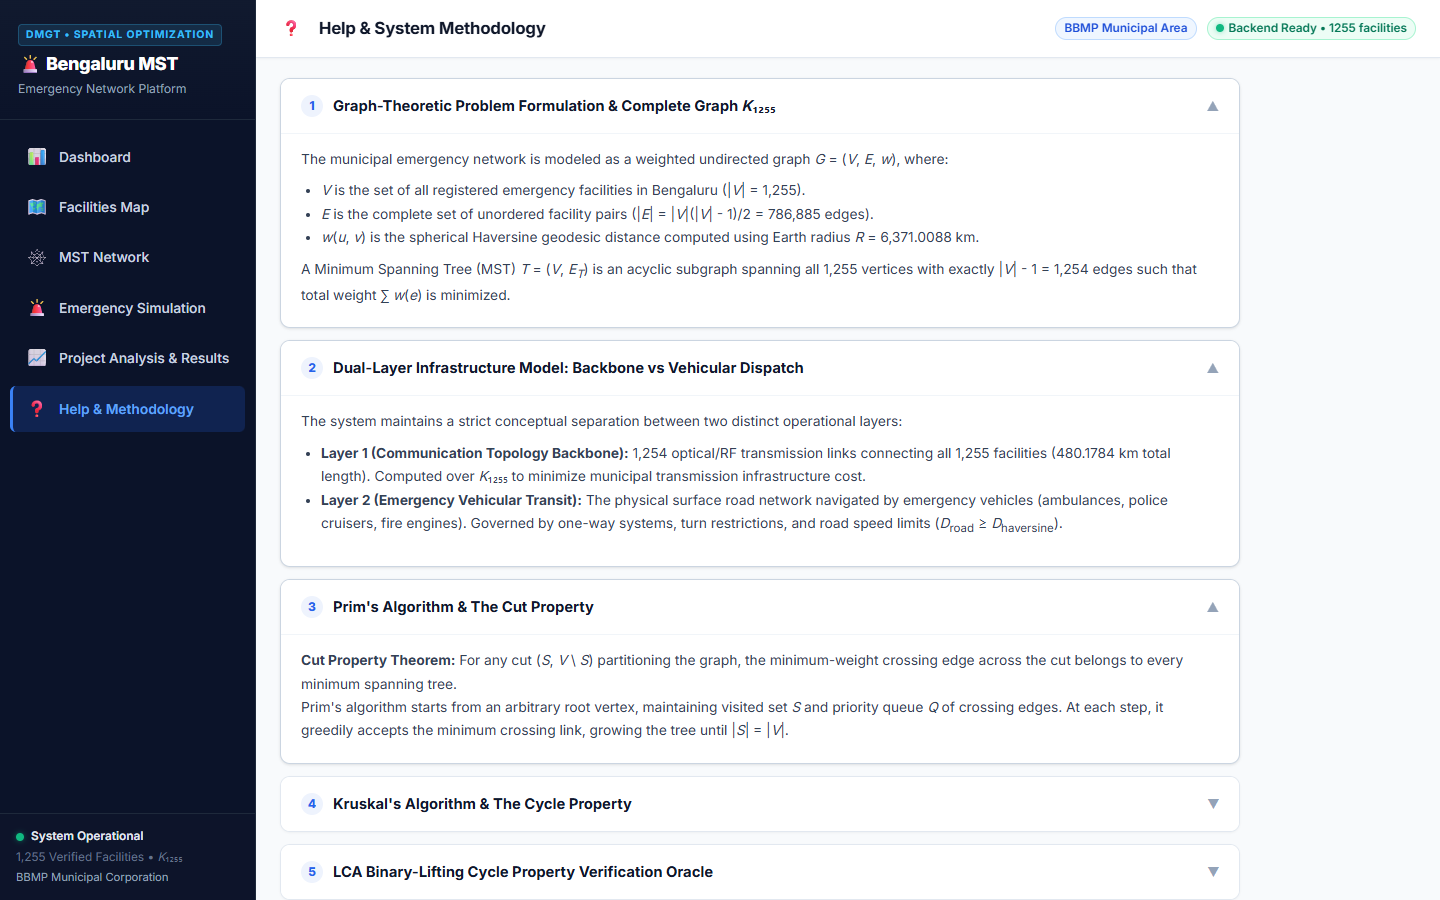 DMGT • SPATIAL OPTIMIZATION
Bengaluru MST
Emergency Network Platform
Dashboard
Facilities Map
MST Network
Emergency Simulation
Project Analysis & Results
Help & Methodology
System Operational
1,255 Verified Facilities • K₁₂₅₅
BBMP Municipal Corporation
Help & System Methodology
BBMP Municipal Area
Backend Ready • 1255 facilities
1 Graph-Theoretic Problem Formulation & Complete Graph K₁₂₅₅ ▲
The municipal emergency network is modeled as a weighted undirected graph G = (V, E, w), where:
• V is the set of all registered emergency facilities in Bengaluru (|V| = 1,255).
• E is the complete set of unordered facility pairs (|E| = |V|(|V| - 1)/2 = 786,885 edges).
• w(u, v) is the spherical Haversine geodesic distance computed using Earth radius R = 6,371.0088 km.
A Minimum Spanning Tree (MST) T = (V, E_T) is an acyclic subgraph spanning all 1,255 vertices with exactly |V| - 1 = 1,254 edges such that
total weight ∑ w(e) is minimized.
2 Dual-Layer Infrastructure Model: Backbone vs Vehicular Dispatch ▲
The system maintains a strict conceptual separation between two distinct operational layers:
• Layer 1 (Communication Topology Backbone): 1,254 optical/RF transmission links connecting all 1,255 facilities (480.1784 km total
length). Computed over K₁₂₅₅ to minimize municipal transmission infrastructure cost.
• Layer 2 (Emergency Vehicular Transit): The physical surface road network navigated by emergency vehicles (ambulances, police
cruisers, fire engines). Governed by one-way systems, turn restrictions, and road speed limits (D_road ≥ D_haversine).
3 Prim's Algorithm & The Cut Property ▲
Cut Property Theorem: For any cut (S, V \ S) partitioning the graph, the minimum-weight crossing edge across the cut belongs to every
minimum spanning tree.
Prim's algorithm starts from an arbitrary root vertex, maintaining visited set S and priority queue Q of crossing edges. At each step, it
greedily accepts the minimum crossing link, growing the tree until |S| = |V|.
4 Kruskal's Algorithm & The Cycle Property ▼
5 LCA Binary-Lifting Cycle Property Verification Oracle ▼